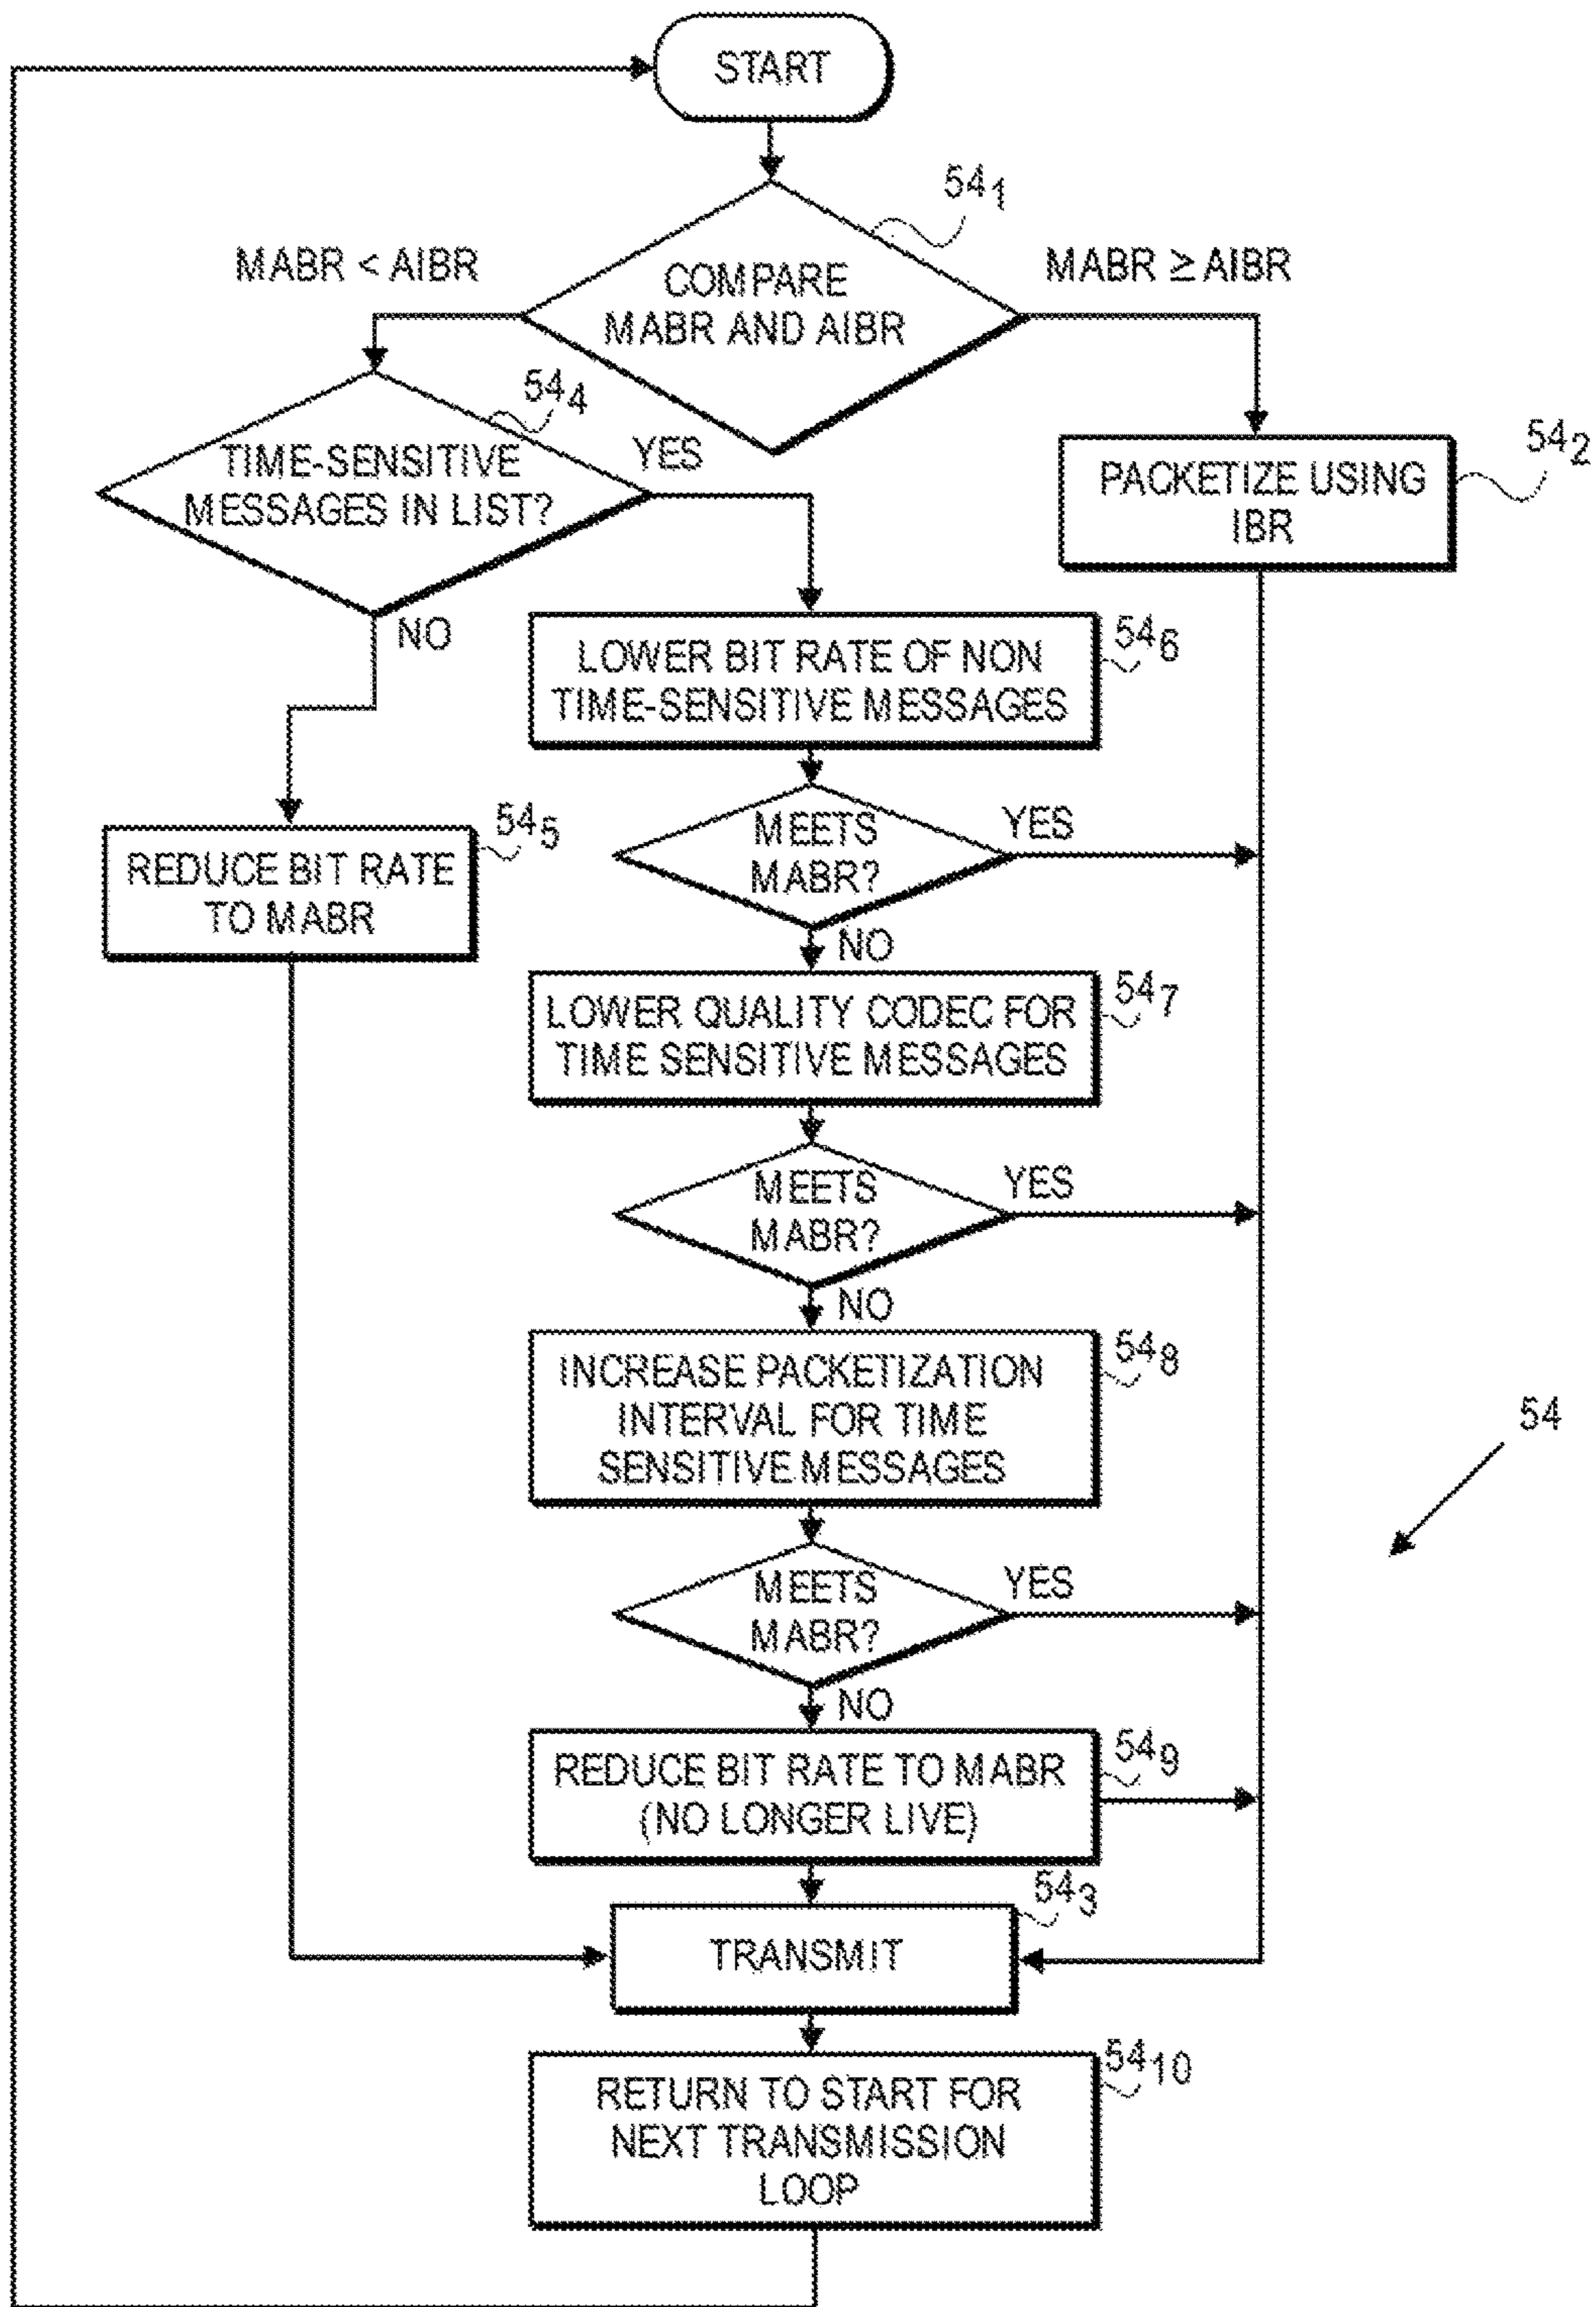 START
54₁
MABR < AIBR
MABR ≥ AIBR
COMPARE
MABR AND AIBR
54₄
TIME-SENSITIVE
MESSAGES IN LIST?
YES
54₂
PACKETIZE USING
IBR
NO
54₆
LOWER BIT RATE OF NON
TIME-SENSITIVE MESSAGES
54₅
REDUCE BIT RATE
TO MABR
MEETS
MABR?
YES
NO
54₇
LOWER QUALITY CODEC FOR
TIME SENSITIVE MESSAGES
MEETS
MABR?
YES
NO
54₈
INCREASE PACKETIZATION
INTERVAL FOR TIME
SENSITIVE MESSAGES
54
MEETS
MABR?
YES
NO
54₉
REDUCE BIT RATE TO MABR
(NO LONGER LIVE)
54₃
TRANSMIT
54₁₀
RETURN TO START FOR
NEXT TRANSMISSION
LOOP